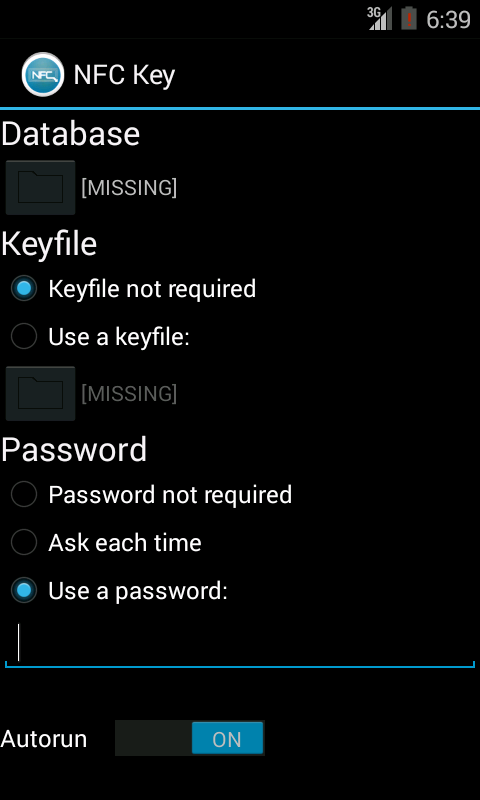 3G 6:39
NFC NFC Key
Database
[MISSING]
Keyfile
Keyfile not required
Use a keyfile:
[MISSING]
Password
Password not required
Ask each time
Use a password:
Autorun ON